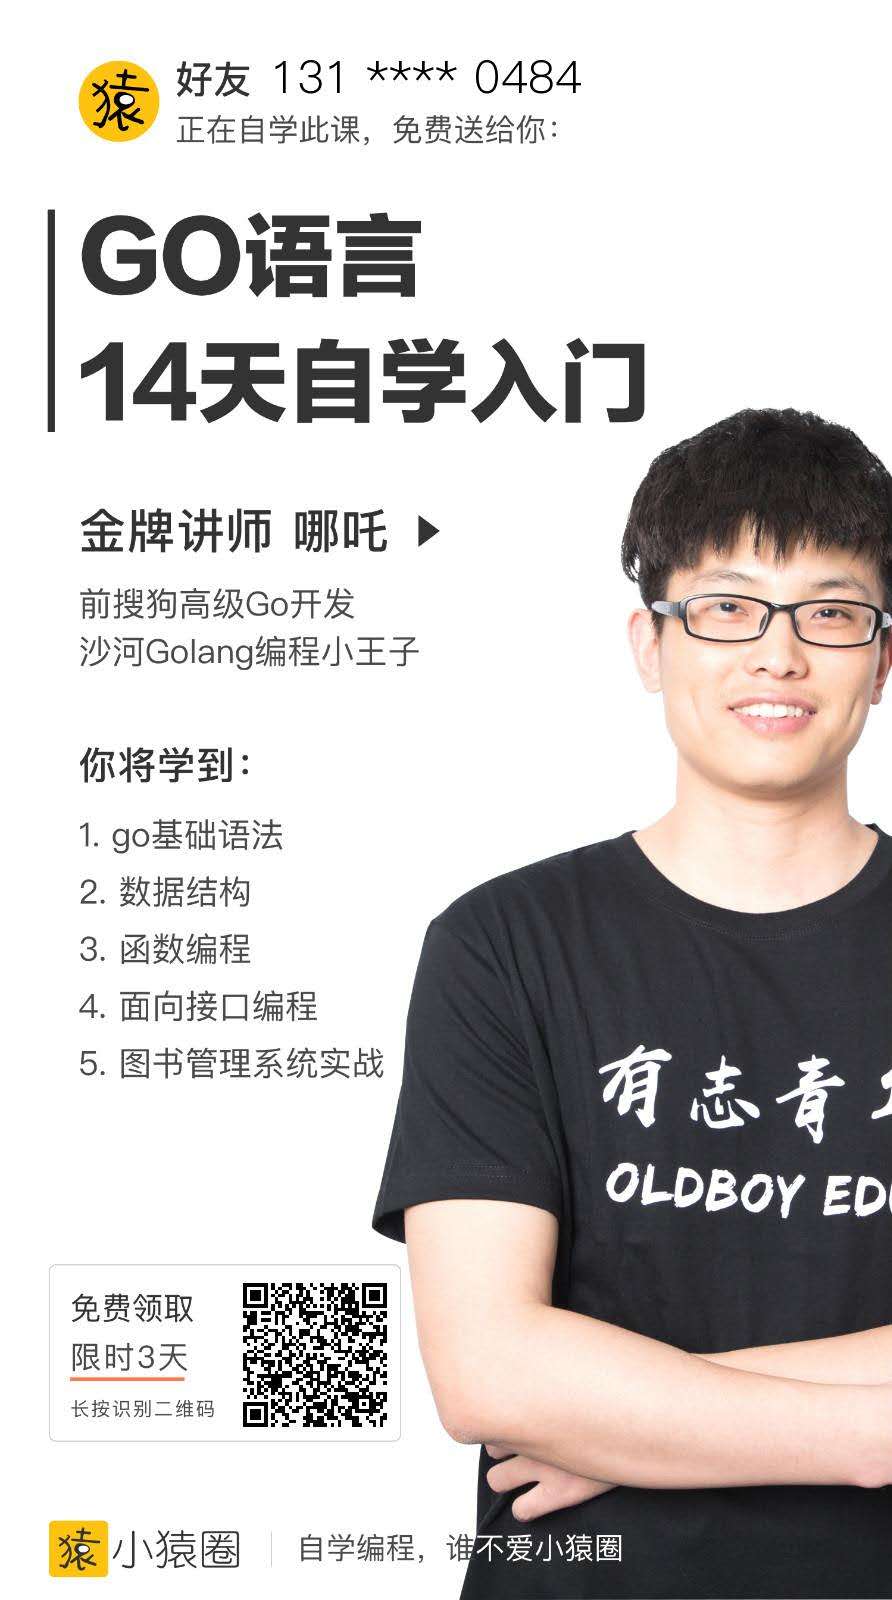 猿
好友 131 **** 0484
正在自学此课，免费送给你：
GO语言
14天自学入门
金牌讲师 哪吒
前搜狗高级Go开发
沙河Golang编程小王子
你将学到：
1. go基础语法
2. 数据结构
3. 函数编程
4. 面向接口编程
5. 图书管理系统实战
有志青
OLDBOY ED
免费领取
限时3天
长按识别二维码
猿 小猿圈 自学编程，谁不爱小猿圈